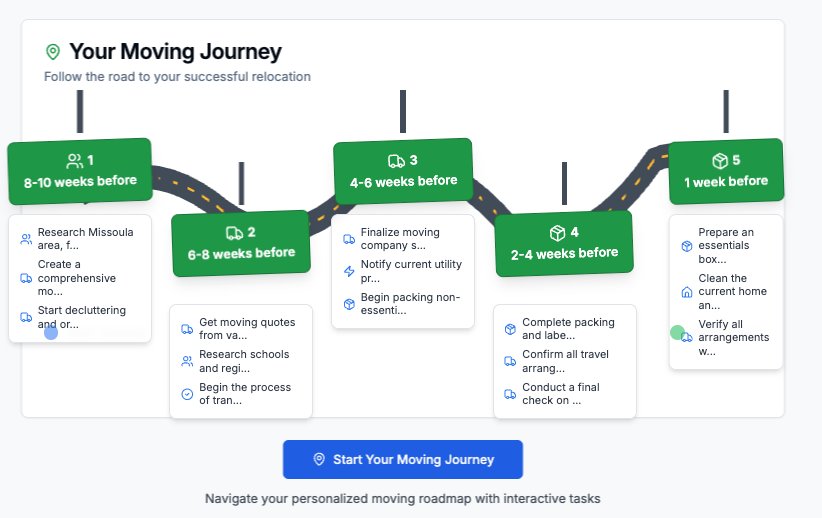 Your Moving Journey
Follow the road to your successful relocation
1
8-10 weeks before
Research Missoula
area, f...
Create a
comprehensive
mo...
Start decluttering
and or...
2
6-8 weeks before
Get moving quotes
from va...
Research schools
and regi...
Begin the process
of tran...
3
4-6 weeks before
Finalize moving
company s...
Notify current utility
pr...
Begin packing non-
essenti...
4
2-4 weeks before
Complete packing
and labe...
Confirm all travel
arrang...
Conduct a final
check on ...
5
1 week before
Prepare an
essentials
box...
Clean the
current home
an...
Verify all
arrangements
w...
Start Your Moving Journey
Navigate your personalized moving roadmap with interactive tasks